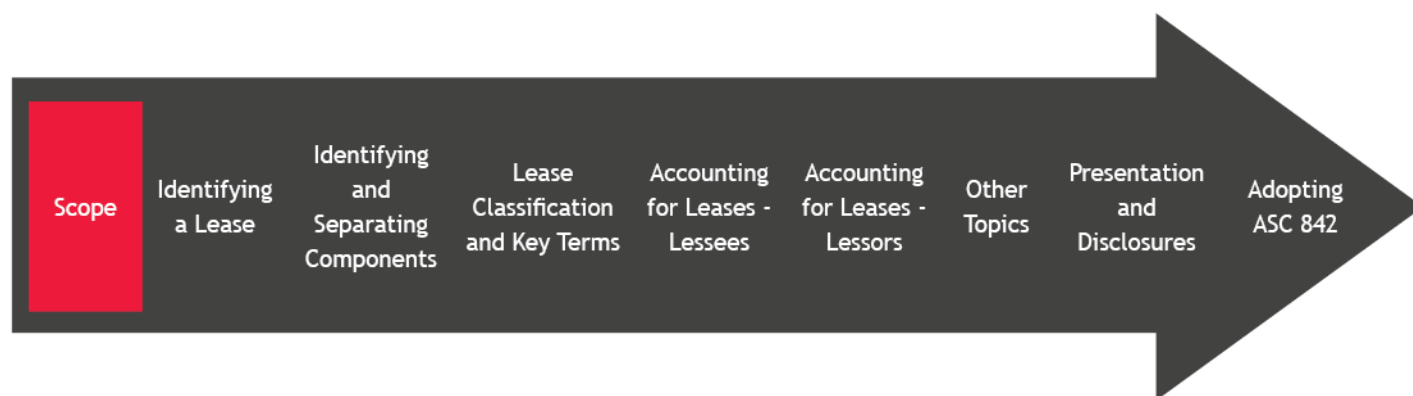 Scope
Identifying
a Lease
Identifying
and
Separating
Components
Lease
Classification
and Key Terms
Accounting
for Leases -
Lessees
Accounting
for Leases -
Lessors
Other
Topics
Presentation
and
Disclosures
Adopting
ASC 842